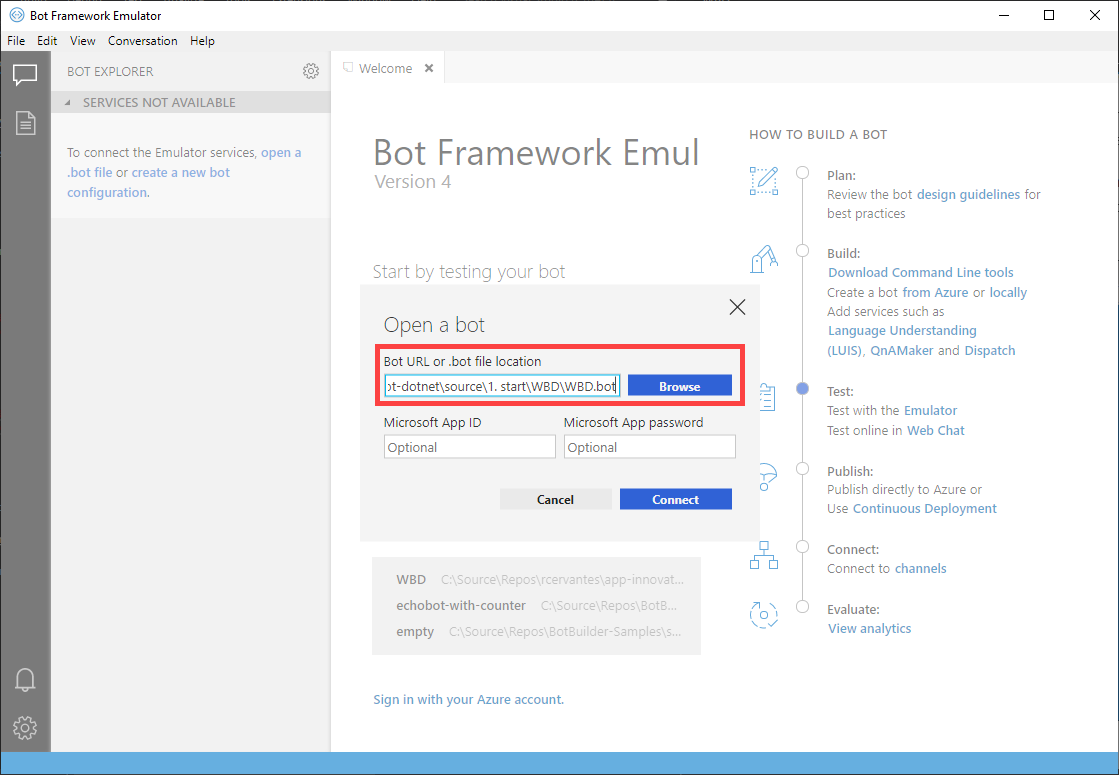 Bot Framework Emulator
File Edit View Conversation Help
BOT EXPLORER
SERVICES NOT AVAILABLE
To connect the Emulator services, open a
.bot file or create a new bot
configuration.
Welcome
Bot Framework Emul
Version 4
Start by testing your bot
Open a bot
Bot URL or .bot file location
ot-dotnet\source\1. start\WBD\WBD.bot
Browse
Microsoft App ID
Microsoft App password
Optional
Optional
Cancel
Connect
WBD C:\Source\Repos\rcervantes\app-innovat...
echobot-with-counter C:\Source\Repos\BotB...
empty C:\Source\Repos\BotBuilder-Samples\s...
Sign in with your Azure account.
HOW TO BUILD A BOT
Plan:
Review the bot design guidelines for
best practices
Build:
Download Command Line tools
Create a bot from Azure or locally
Add services such as
Language Understanding
(LUIS), QnAMaker and Dispatch
Test:
Test with the Emulator
Test online in Web Chat
Publish:
Publish directly to Azure or
Use Continuous Deployment
Connect:
Connect to channels
Evaluate:
View analytics